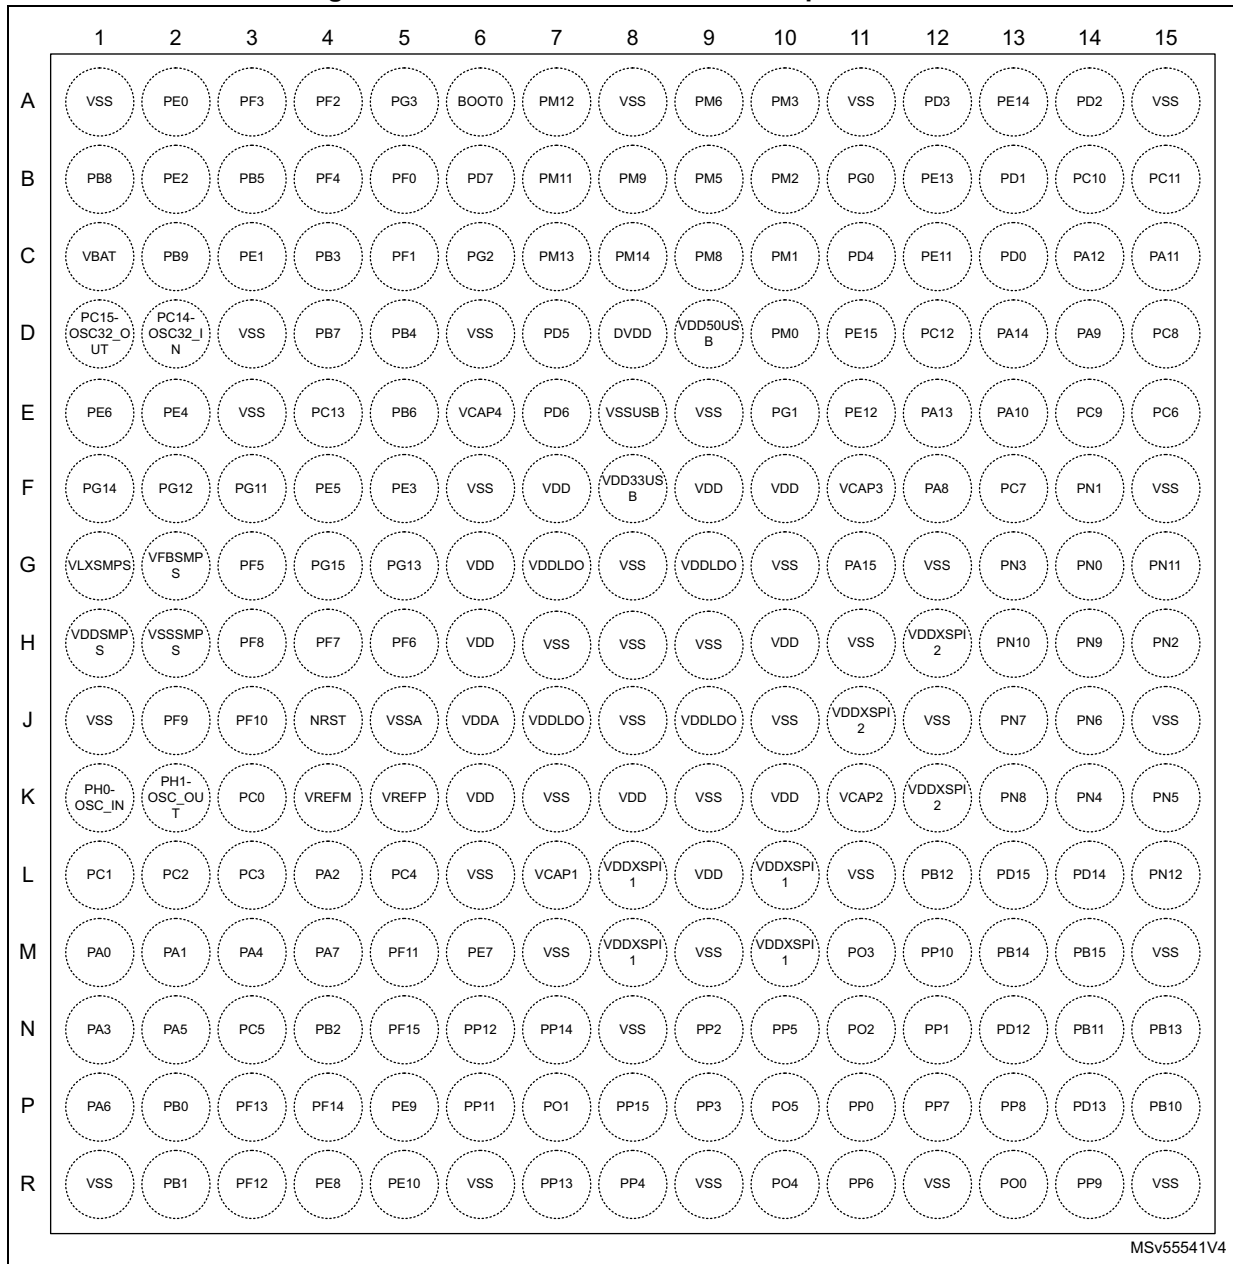 1 2 3 4 5 6 7 8 9 10 11 12 13 14 15
A VSS PE0 PF3 PF2 PG3 BOOT0 PM12 VSS PM6 PM3 VSS PD3 PE14 PD2 VSS
B PB8 PE2 PB5 PF4 PF0 PD7 PM11 PM9 PM5 PM2 PG0 PE13 PD1 PC10 PC11
C VBAT PB9 PE1 PB3 PF1 PG2 PM13 PM14 PM8 PM1 PD4 PE11 PD0 PA12 PA11
D PC15-OSC32_OUT PC14-OSC32_IN VSS PB7 PB4 VSS PD5 DVDD VDD50USB PM0 PE15 PC12 PA14 PA9 PC8
E PE6 PE4 VSS PC13 PB6 VCAP4 PD6 VSSUSB VSS PG1 PE12 PA13 PA10 PC9 PC6
F PG14 PG12 PG11 PE5 PE3 VSS VDD VDD33USB VDD VDD VCAP3 PA8 PC7 PN1 VSS
G VLXSMPS VFBSMPS PF5 PG15 PG13 VDD VDDLDO VSS VDDLDO VSS PA15 VSS PN3 PN0 PN11
H VDDSMPS VSSSMPS PF8 PF7 PF6 VDD VSS VSS VSS VDD VSS VDDXSPI2 PN10 PN9 PN2
J VSS PF9 PF10 NRST VSSA VDDA VDDLDO VSS VDDLDO VSS VDDXSPI2 VSS PN7 PN6 VSS
K PH0-OSC_IN PH1-OSC_OUT PC0 VREFM VREFP VDD VSS VDD VSS VDD VCAP2 VDDXSPI2 PN8 PN4 PN5
L PC1 PC2 PC3 PA2 PC4 VSS VCAP1 VDDXSPI1 VDD VDDXSPI1 VSS PB12 PD15 PD14 PN12
M PA0 PA1 PA4 PA7 PF11 PE7 VSS VDDXSPI1 VSS VDDXSPI1 PO3 PP10 PB14 PB15 VSS
N PA3 PA5 PC5 PB2 PF15 PP12 PP14 VSS PP2 PP5 PO2 PP1 PD12 PB11 PB13
P PA6 PB0 PF13 PF14 PE9 PP11 PO1 PP15 PP3 PO5 PP0 PP7 PP8 PD13 PB10
R VSS PB1 PF12 PE8 PE10 VSS PP13 PP4 VSS PO4 PP6 VSS PO0 PP9 VSS
MSv55541V4